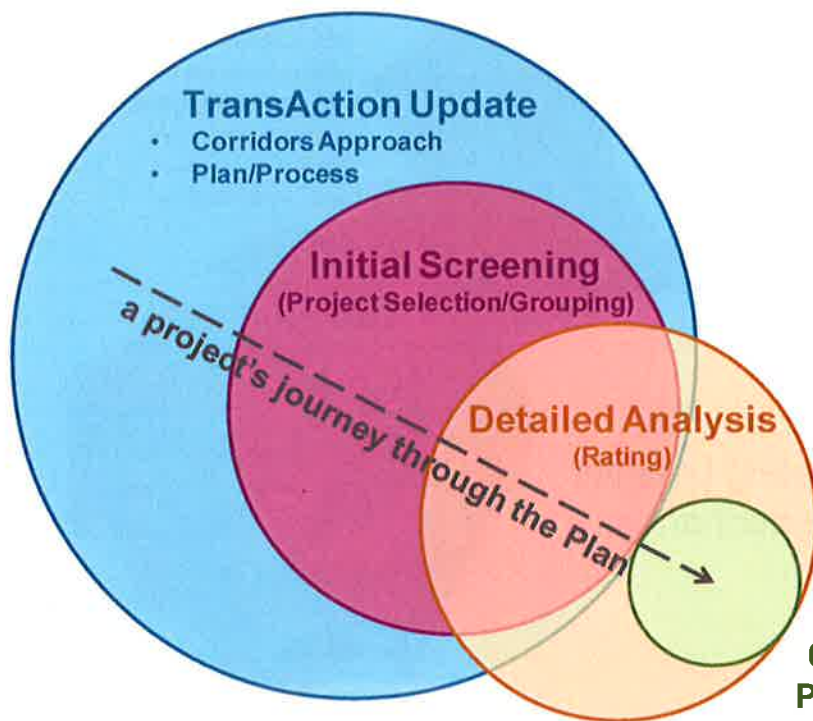 TransAction Update
• Corridors Approach
• Plan/Process
Initial Screening
(Project Selection/Grouping)
a project's journey through the Plan
Detailed Analysis
(Rating)
P